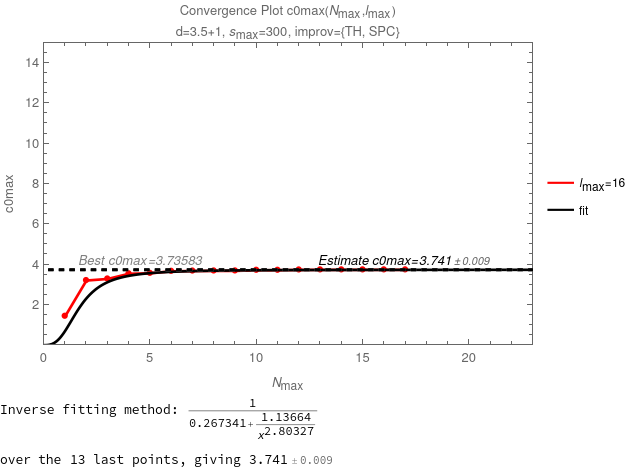 Convergence Plot c0max(Nmax,lmax)
d=3.5+1, smax=300, improv={TH, SPC}
14
12
10
8
6
4
2
c0max
Best c0max=3.73583
Estimate c0max=3.741 ±0.009
lmax=16
fit
0 5 10 15 20
Nmax
Inverse fitting method: 1
0.267341+ 1.13664
x2.80327
over the 13 last points, giving 3.741 ±0.009